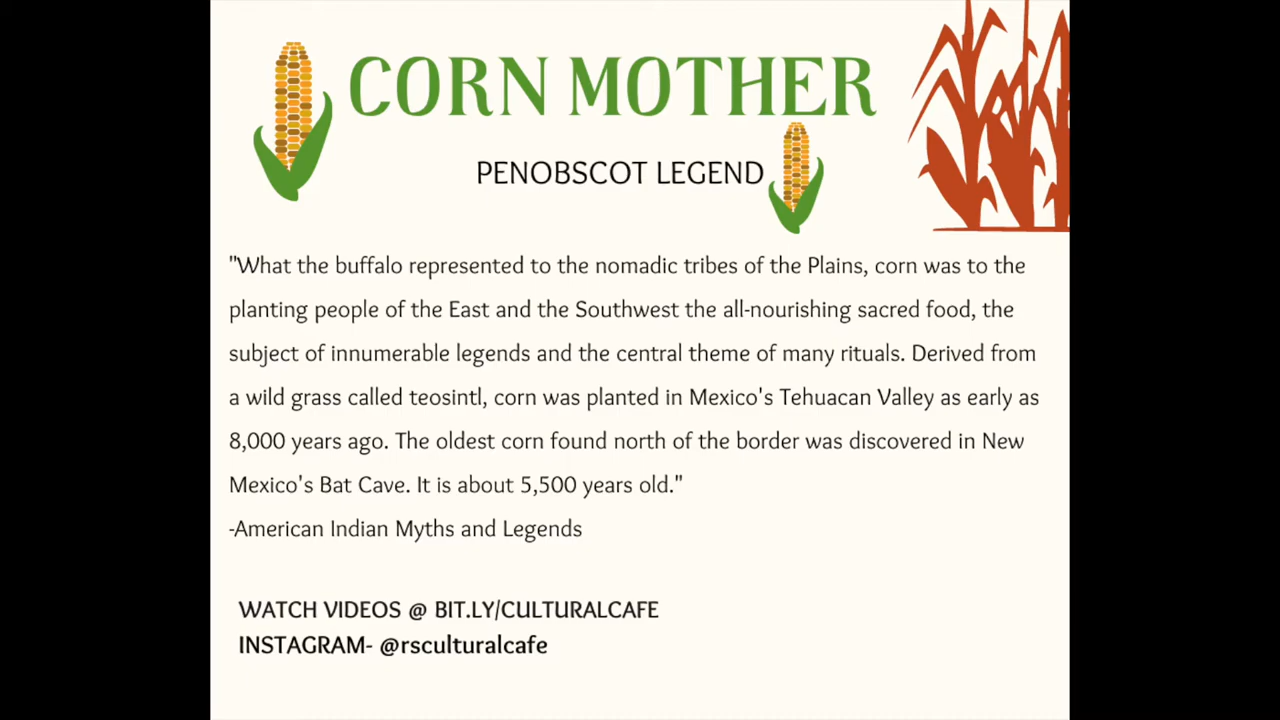 CORN MOTHER
PENOBSCOT LEGEND
"What the buffalo represented to the nomadic tribes of the Plains, corn was to the
planting people of the East and the Southwest the all-nourishing sacred food, the
subject of innumerable legends and the central theme of many rituals. Derived from
a wild grass called teosintl, corn was planted in Mexico's Tehuacan Valley as early as
8,000 years ago. The oldest corn found north of the border was discovered in New
Mexico's Bat Cave. It is about 5,500 years old."
-American Indian Myths and Legends
WATCH VIDEOS @ BIT.LY/CULTURALCAFE
INSTAGRAM- @rsculturalcafe